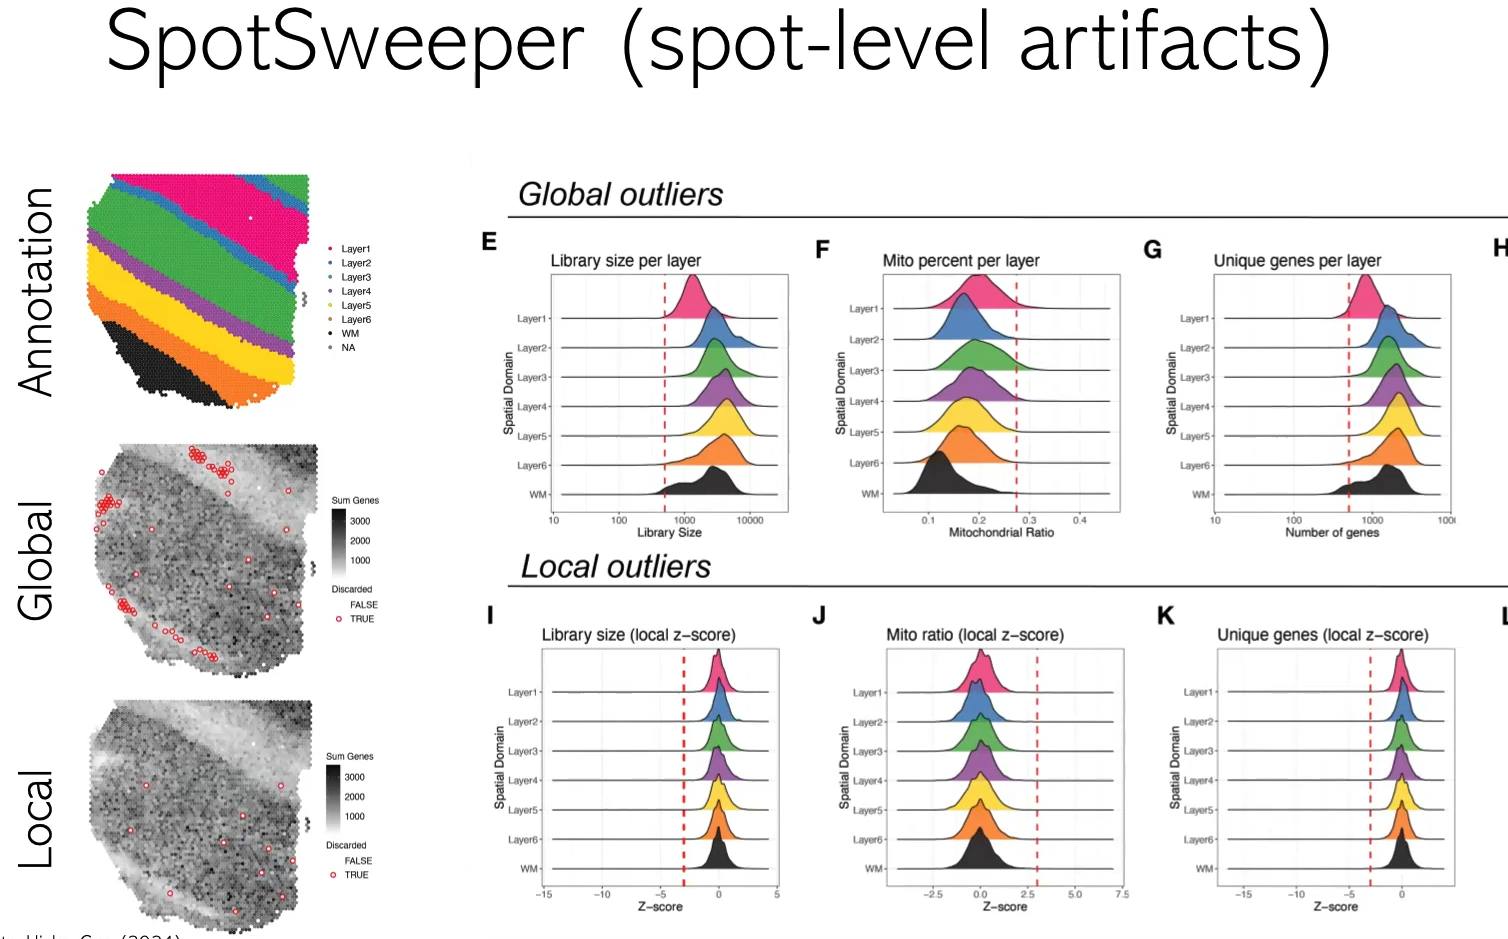 SpotSweeper (spot-level artifacts)
Annotation
Layer1
Layer2
Layer3
Layer4
Layer5
Layer6
WM
NA
Global
Sum Genes
3000
2000
1000
Discarded
FALSE
TRUE
Local
Sum Genes
3000
2000
1000
Discarded
FALSE
TRUE
Global outliers
E
Library size per layer
Spatial Domain
Layer1
Layer2
Layer3
Layer4
Layer5
Layer6
WM
10 100 1000 10000
Library Size
F
Mito percent per layer
Spatial Domain
Layer1
Layer2
Layer3
Layer4
Layer5
Layer6
WM
0.1 0.2 0.3 0.4
Mitochondrial Ratio
G
Unique genes per layer
Spatial Domain
Layer1
Layer2
Layer3
Layer4
Layer5
Layer6
WM
10 100 1000
Number of genes
H
Local outliers
I
Library size (local z-score)
Spatial Domain
Layer1
Layer2
Layer3
Layer4
Layer5
Layer6
WM
-15 -10 -5 0 5
Z-score
J
Mito ratio (local z-score)
Spatial Domain
Layer1
Layer2
Layer3
Layer4
Layer5
Layer6
WM
-2.5 0.0 2.5 5.0 7.5
Z-score
K
Unique genes (local z-score)
Spatial Domain
Layer1
Layer2
Layer3
Layer4
Layer5
Layer6
WM
-15 -10 -5 0
Z-score
(2024)